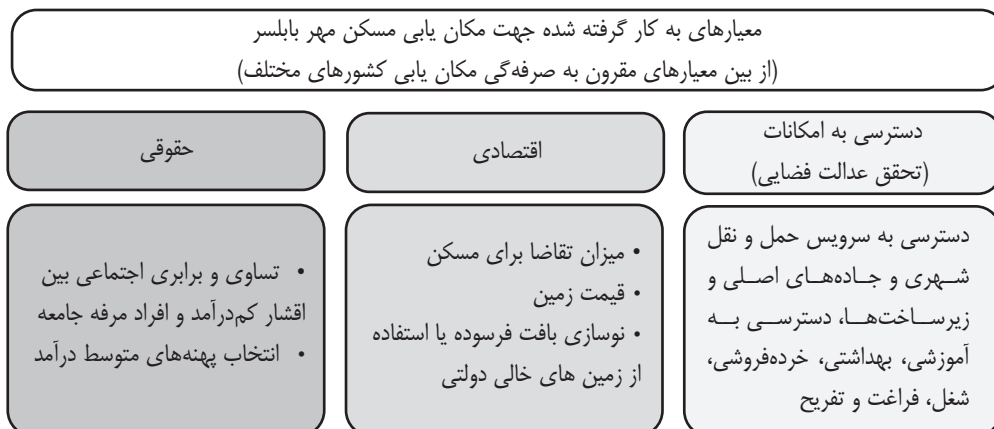 معیارهای به کار گرفته شده جهت مکان یابی مسکن مهر بابلسر
(از بین معیارهای مقرون به صرفه‌گی مکان یابی کشورهای مختلف)
دسترسی به امکانات
(تحقق عدالت فضایی)
اقتصادی
حقوقی
دسترسی به سرویس حمل و نقل
شهری و جاده‌های اصلی و
زیرساخت‌ها، دسترسی به
آموزشی، بهداشتی، خرده‌فروشی،
شغل، فراغت و تفریح
• میزان تقاضا برای مسکن
• قیمت زمین
• نوسازی بافت فرسوده یا استفاده
از زمین های خالی دولتی
• تساوی و برابری اجتماعی بین
اقشار کم‌درآمد و افراد مرفه جامعه
• انتخاب پهنه‌های متوسط درآمد